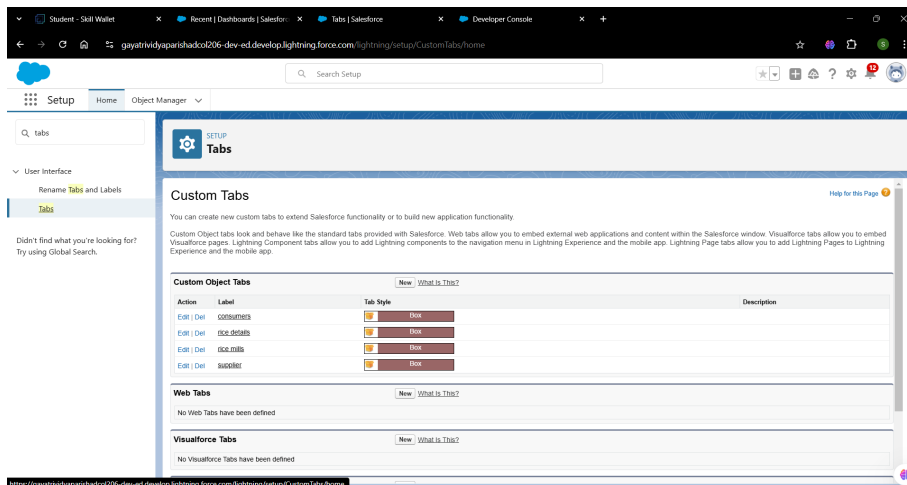 Student - Skill Wallet
Recent | Dashboards | Salesforc
Tabs | Salesforce
Developer Console
gayatrividyaparishadcol206-dev-ed.develop.lightning.force.com/lightning/setup/CustomTabs/home
S
Search Setup
12
Setup
Home
Object Manager
tabs
SETUP
Tabs
User Interface
Rename Tabs and Labels
Tabs
Didn't find what you're looking for?
Try using Global Search.
Custom Tabs
Help for this Page
You can create new custom tabs to extend Salesforce functionality or to build new application functionality.
Custom Object tabs look and behave like the standard tabs provided with Salesforce. Web tabs allow you to embed external web applications and content within the Salesforce window. Visualforce tabs allow you to embed
Visualforce pages. Lightning Component tabs allow you to add Lightning components to the navigation menu in Lightning Experience and the mobile app. Lightning Page tabs allow you to add Lightning Pages to Lightning
Experience and the mobile app.
Custom Object Tabs New What Is This?
Action Label Tab Style Description
Edit | Del consumers Box
Edit | Del rice details Box
Edit | Del rice mills Box
Edit | Del supplier Box
Web Tabs New What Is This?
No Web Tabs have been defined
Visualforce Tabs New What Is This?
No Visualforce Tabs have been defined
https://gayatrividyaparishadcol206-dev-ed.develop.lightning.force.com/lightning/setup/CustomTabs/home